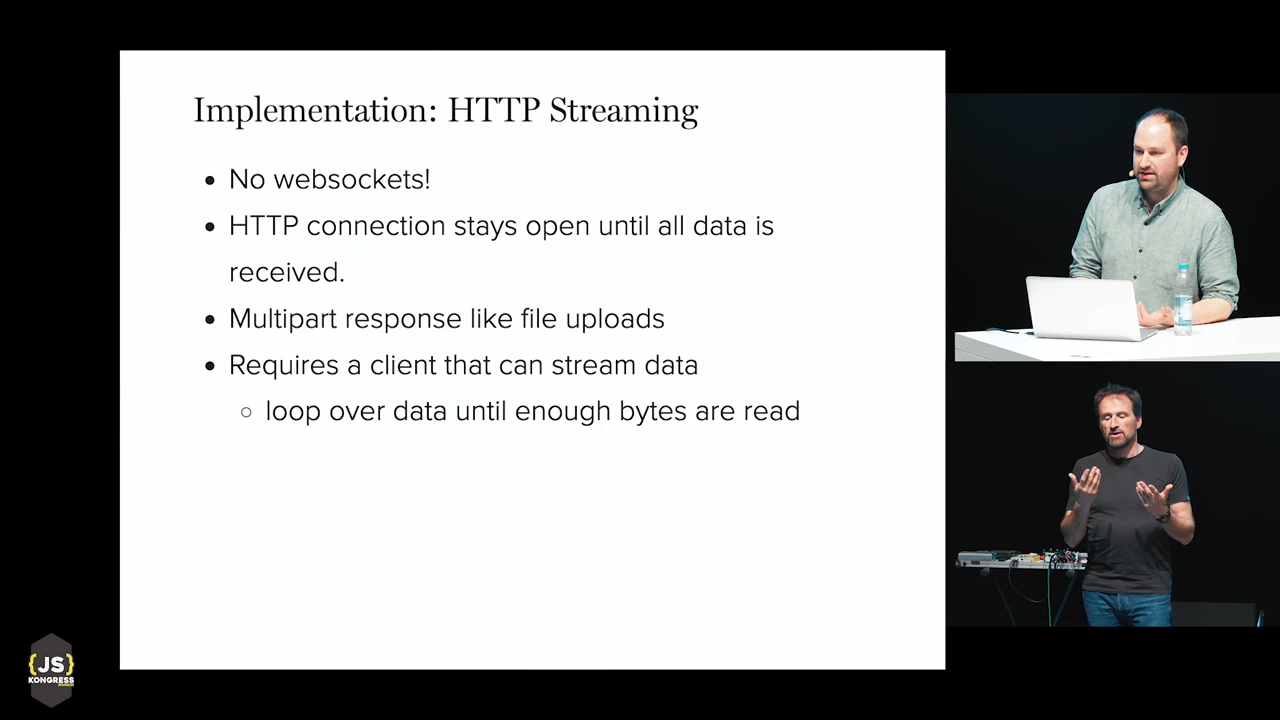 Implementation: HTTP Streaming
No websockets!
HTTP connection stays open until all data is
received.
Multipart response like file uploads
Requires a client that can stream data
loop over data until enough bytes are read
{JS}
KONGRESS